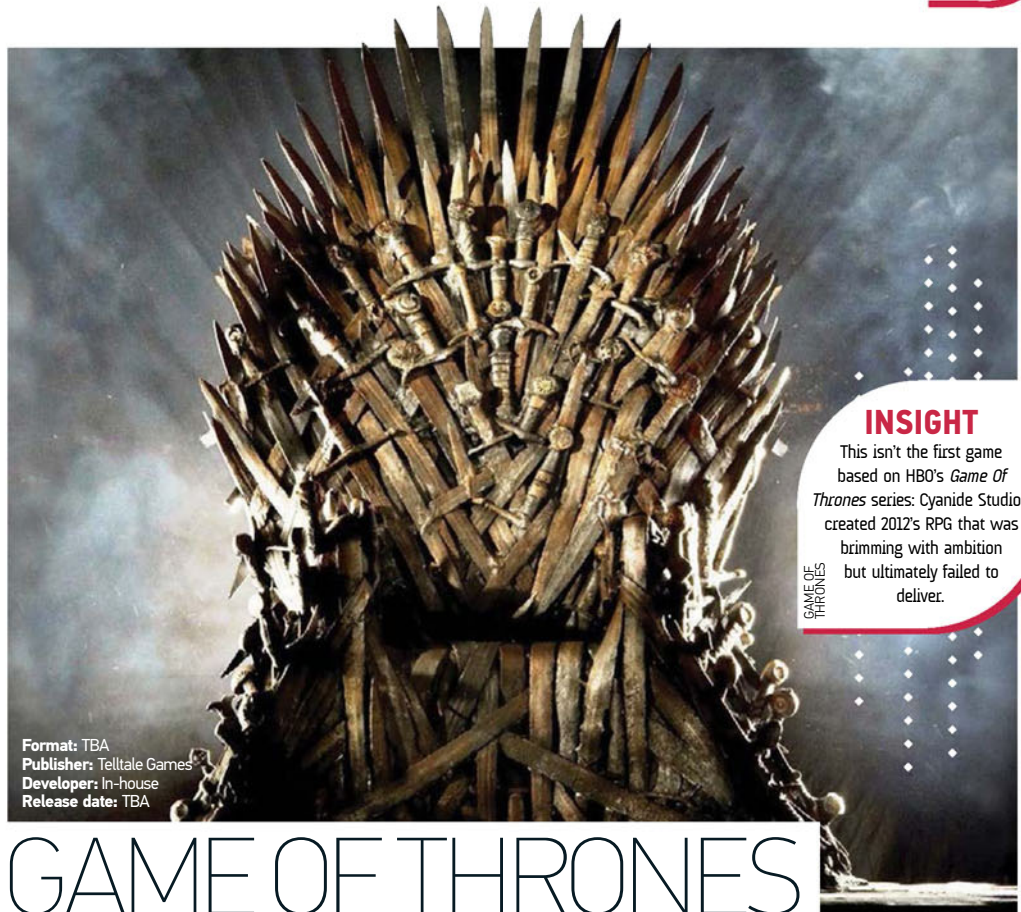 INSIGHT
This isn't the first game
based on HBO's Game Of
Thrones series: Cyanide Studio
created 2012's RPG that was
brimming with ambition
but ultimately failed to
deliver.
GAME OF
THRONES
Format: TBA
Publisher: Telltale Games
Developer: In-house
Release date: TBA
GAME OF THRONES